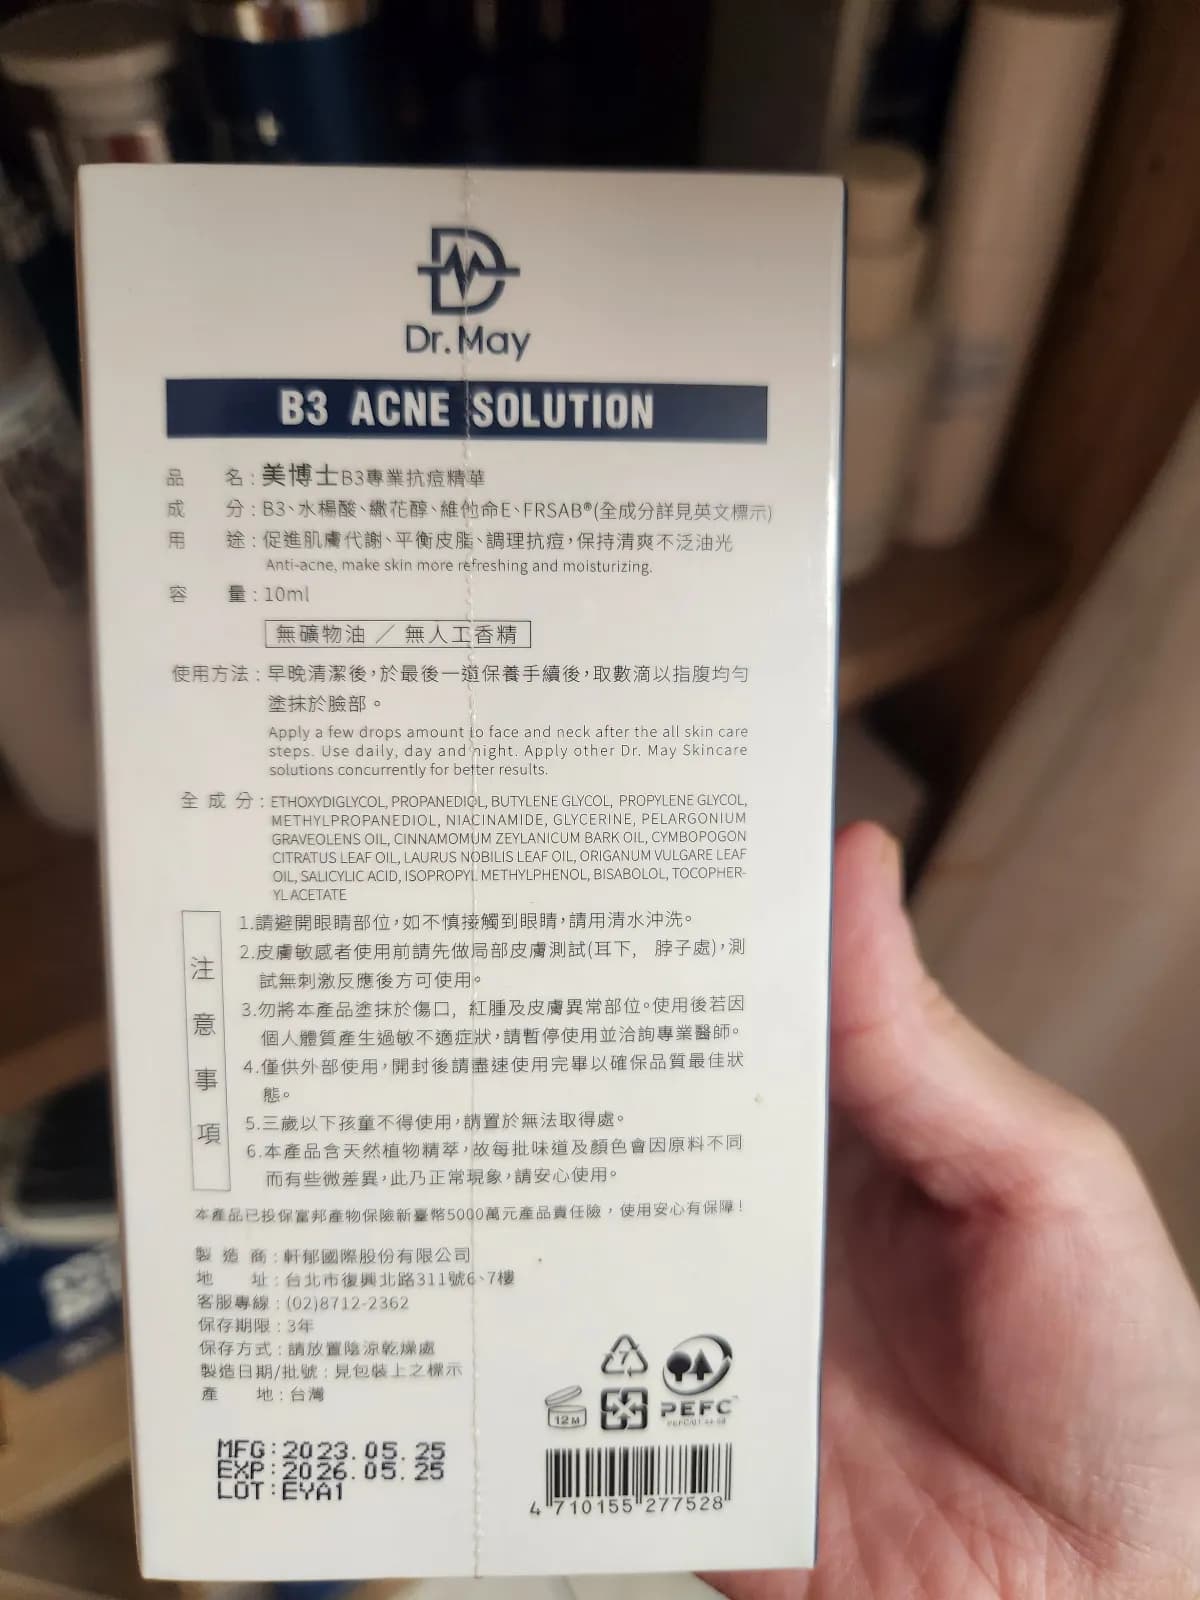 Dr. May
B3 ACNE SOLUTION
品 名:美博士B3專業抗痘精華
成 分:B3、水楊酸、繖花醇、維他命E、FRSAB®(全成分詳見英文標示)
用 途:促進肌膚代謝、平衡皮脂、調理抗痘,保持清爽不泛油光
Anti-acne, make skin more refreshing and moisturizing.
容 量:10ml
無礦物油 / 無人工香精
使用方法:早晚清潔後,於最後一道保養手續後,取數滴以指腹均勻
塗抹於臉部。
Apply a few drops amount to face and neck after the all skin care
steps. Use daily, day and night. Apply other Dr. May Skincare
solutions concurrently for better results.
全成分:ETHOXYDIGLYCOL, PROPANEDIOL, BUTYLENE GLYCOL, PROPYLENE GLYCOL,
METHYLPROPANEDIOL, NIACINAMIDE, GLYCERINE, PELARGONIUM
GRAVEOLENS OIL, CINNAMOMUM ZEYLANICUM BARK OIL, CYMBOPOGON
CITRATUS LEAF OIL, LAURUS NOBILIS LEAF OIL, ORIGANUM VULGARE LEAF
OIL, SALICYLIC ACID, ISOPROPYL METHYLPHENOL, BISABOLOL, TOCOPHER-
YL ACETATE
注意事項
1.請避開眼睛部位,如不慎接觸到眼睛,請用清水沖洗。
2.皮膚敏感者使用前請先做局部皮膚測試(耳下, 脖子處),測
試無刺激反應後方可使用。
3.勿將本產品塗抹於傷口, 紅腫及皮膚異常部位。使用後若因
個人體質產生過敏不適症狀,請暫停使用並洽詢專業醫師。
4.僅供外部使用,開封後請盡速使用完畢以確保品質最佳狀
態。
5.三歲以下孩童不得使用,請置於無法取得處。
6.本產品含天然植物精萃,故每批味道及顏色會因原料不同
而有些微差異,此乃正常現象,請安心使用。
本產品已投保富邦產物保險新臺幣5000萬元產品責任險,使用安心有保障!
製造商:軒郁國際股份有限公司
地 址:台北市復興北路311號6、7樓
客服專線:(02)8712-2362
保存期限:3年
保存方式:請放置陰涼乾燥處
製造日期/批號:見包裝上之標示
產 地:台灣
7
12M
PEFC™
MFG:2023.05.25
EXP:2026.05.25
LOT:EYA1
4 710155 277528